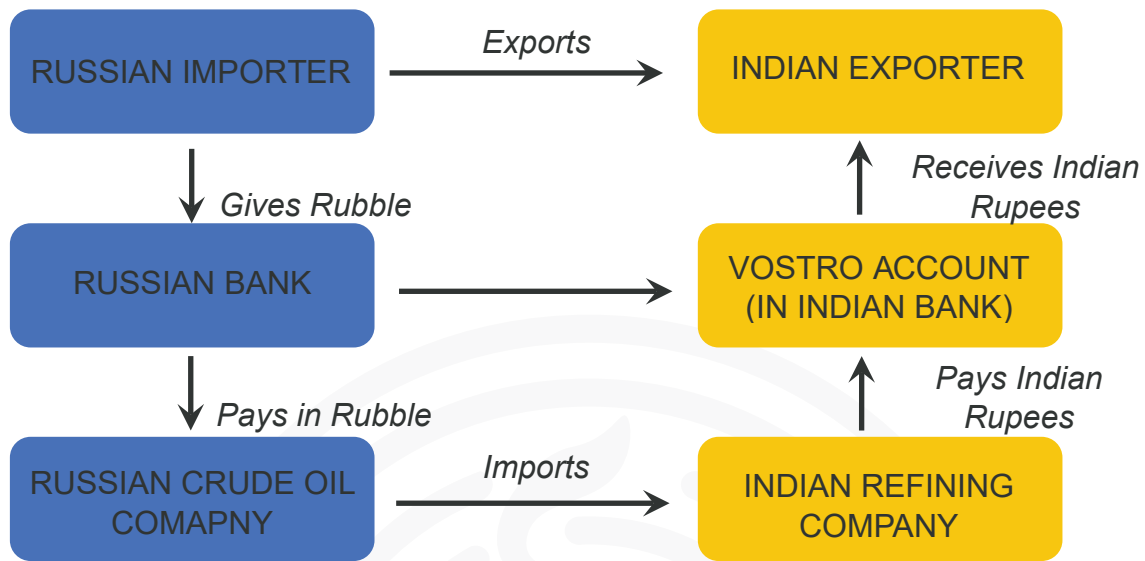 Exports
RUSSIAN IMPORTER
INDIAN EXPORTER
Gives Rubble
Receives Indian
Rupees
RUSSIAN BANK
VOSTRO ACCOUNT
(IN INDIAN BANK)
Pays in Rubble
Pays Indian
Rupees
RUSSIAN CRUDE OIL
COMAPNY
Imports
INDIAN REFINING
COMPANY